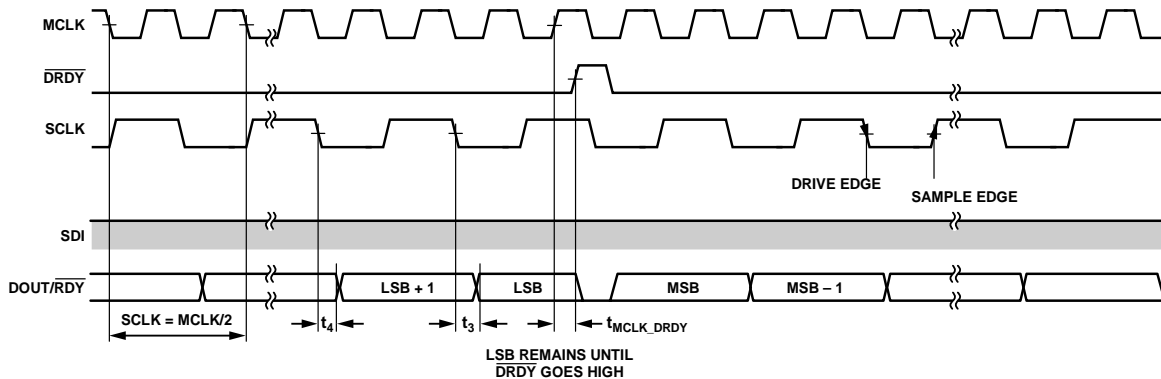 MCLK
DRDY
SCLK
DRIVE EDGE
SAMPLE EDGE
SDI
DOUT/RDY
LSB + 1
LSB
MSB
MSB – 1
SCLK = MCLK/2
t4
t3
tMCLK_DRDY
LSB REMAINS UNTIL
DRDY GOES HIGH